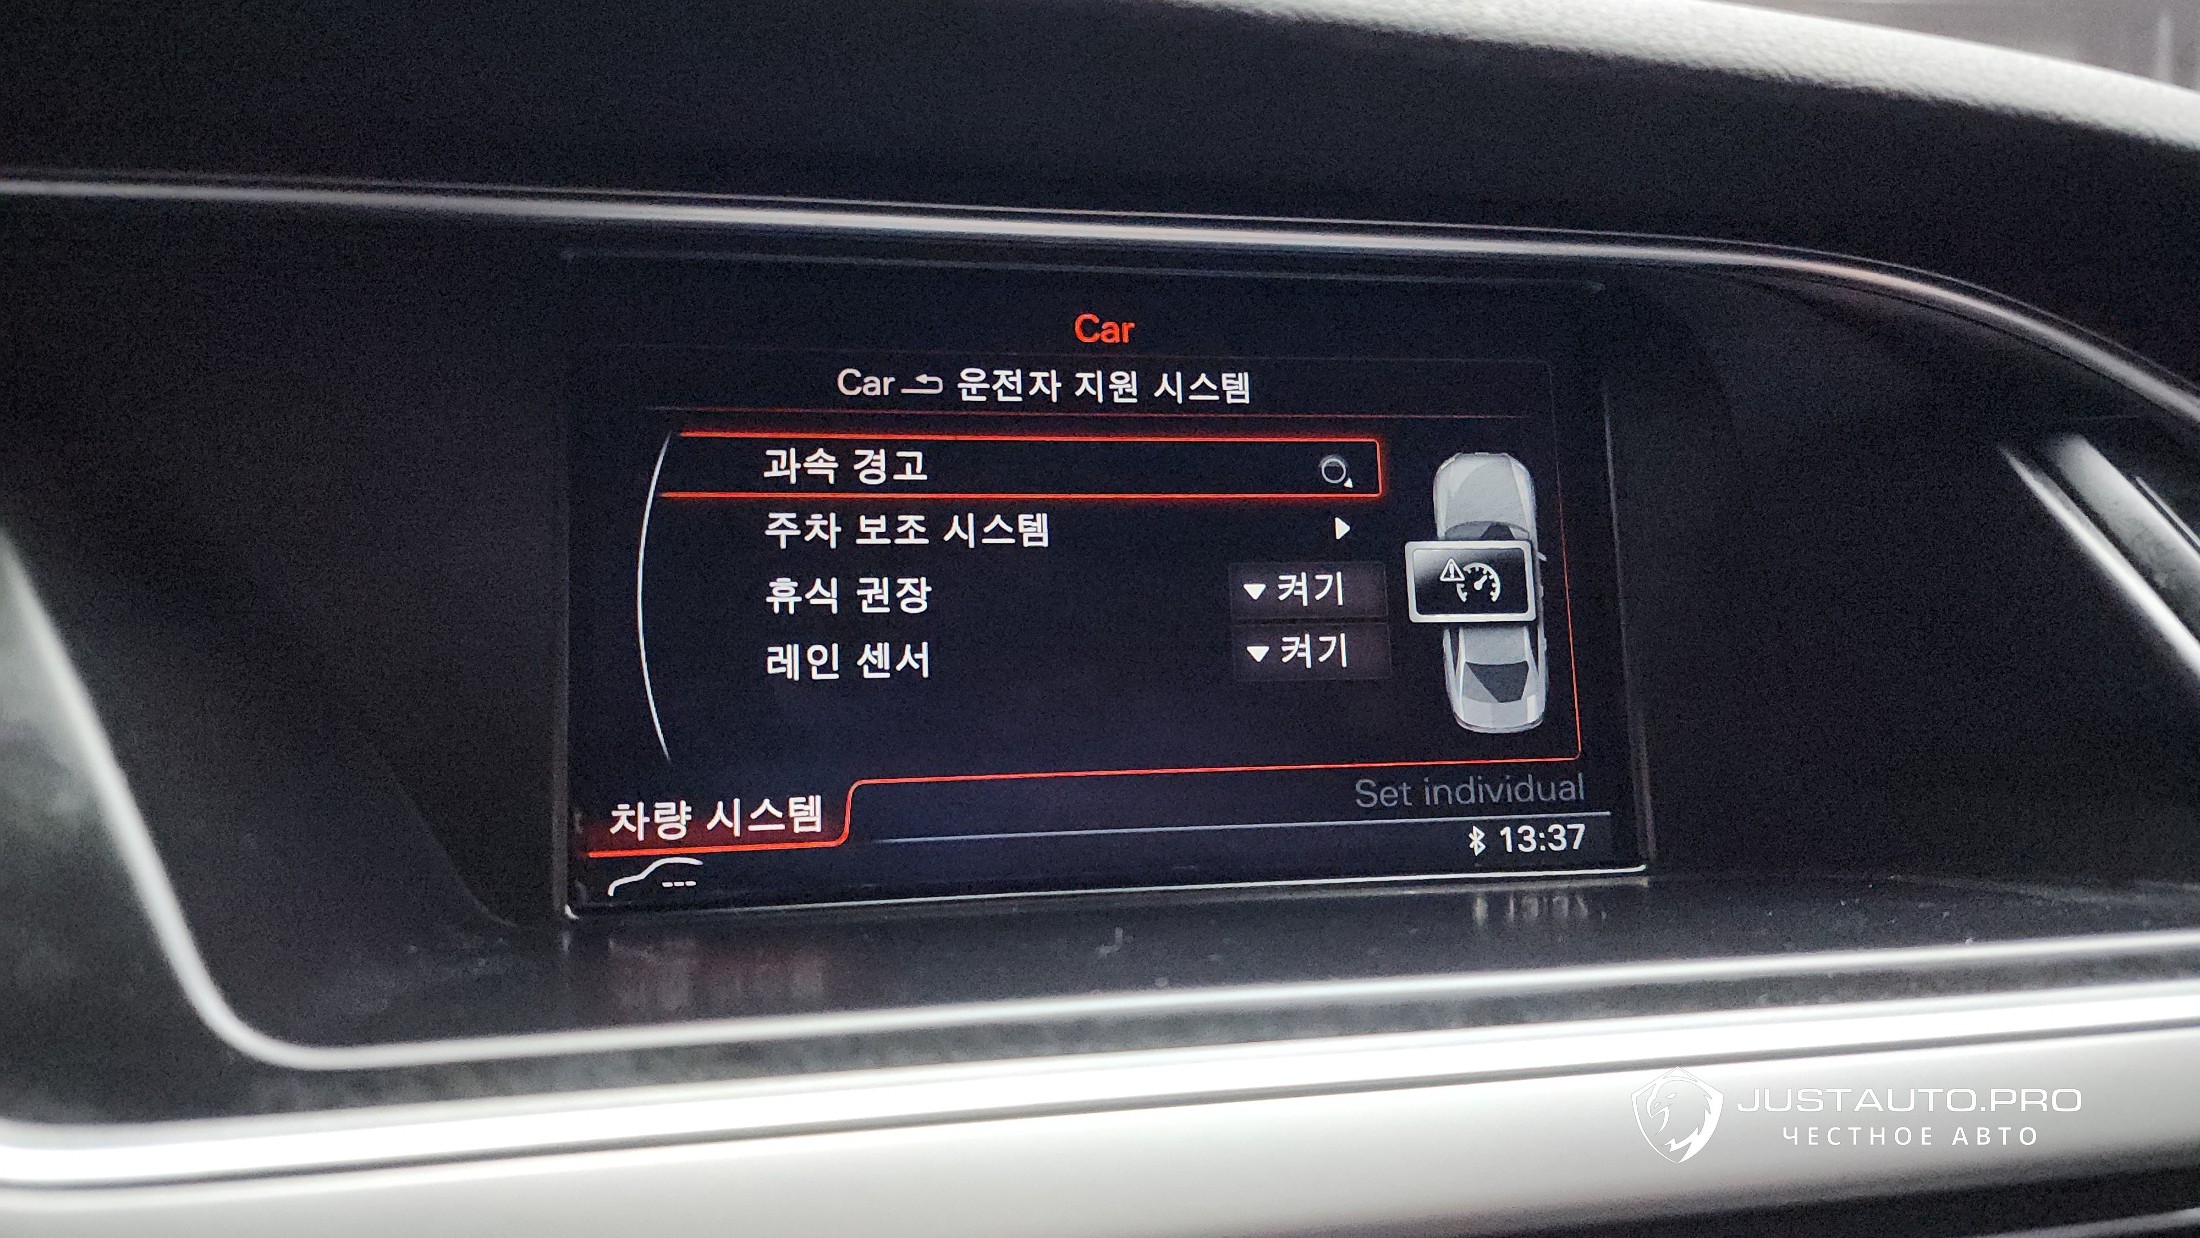 Car
Car 운전자 지원 시스템
과속 경고
주차 보조 시스템
휴식 권장 켜기
레인 센서 켜기
Set individual
차량 시스템
13:37
JUSTAUTO.PRO
ЧЕСТНОЕ АВТО